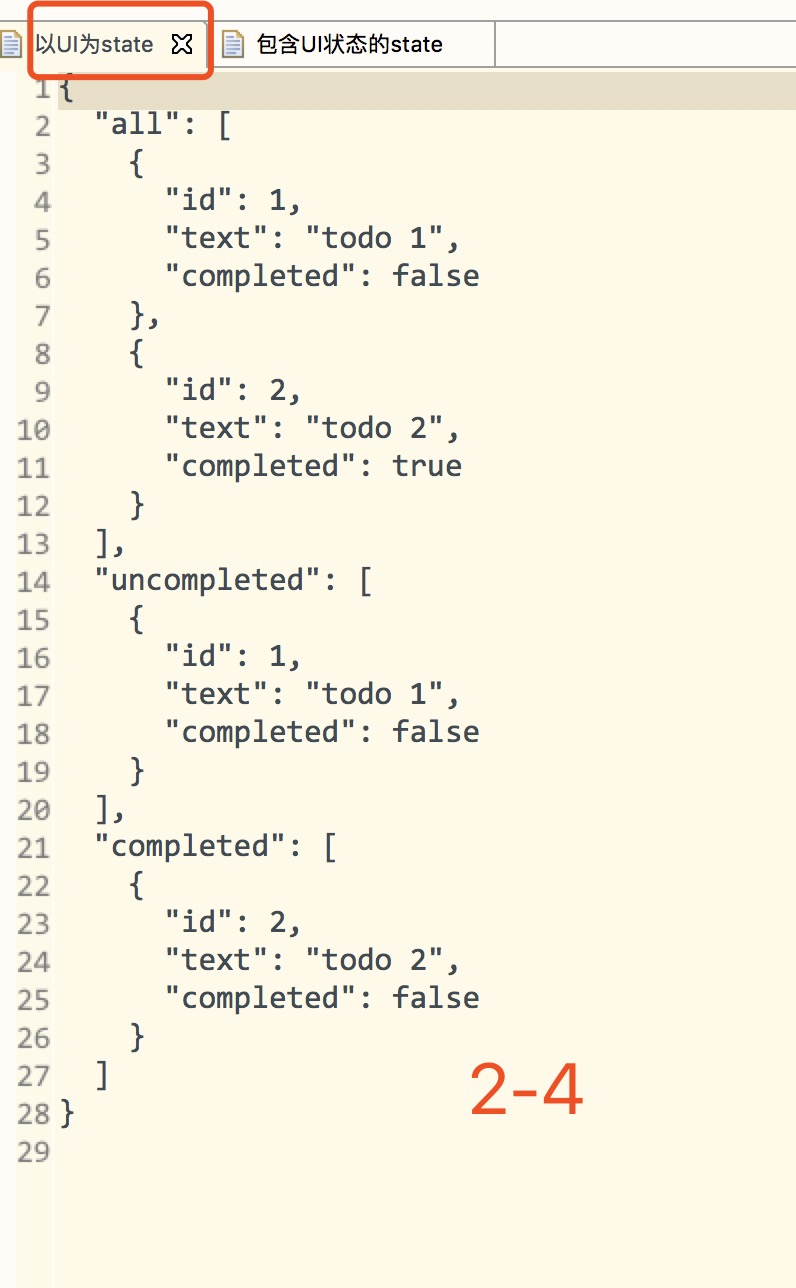 以UI为state 包含UI状态的state
1 {
2   "all": [
3     {
4       "id": 1,
5       "text": "todo 1",
6       "completed": false
7     },
8     {
9       "id": 2,
10       "text": "todo 2",
11       "completed": true
12     }
13   ],
14   "uncompleted": [
15     {
16       "id": 1,
17       "text": "todo 1",
18       "completed": false
19     }
20   ],
21   "completed": [
22     {
23       "id": 2,
24       "text": "todo 2",
25       "completed": false
26     }
27   ]
2-4
28 }
29